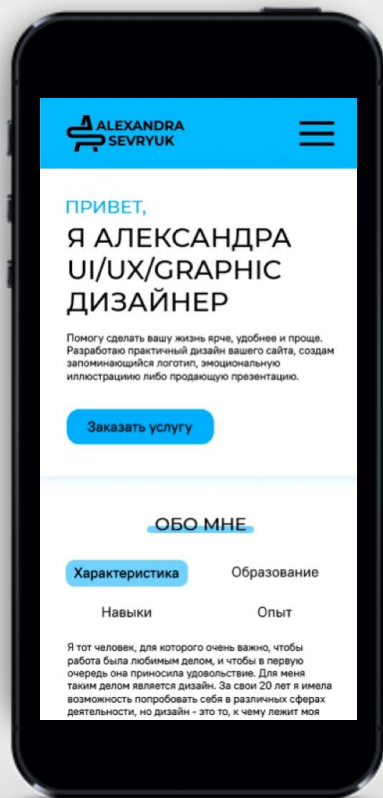 ALEXANDRA
SEVRYUK
ПРИВЕТ,
Я АЛЕКСАНДРА
UI/UX/GRAPHIC
ДИЗАЙНЕР
Помогу сделать вашу жизнь ярче, удобнее и проще.
Разработаю практичный дизайн вашего сайта, создам
запоминающийся логотип, эмоциональную
иллюстрациию либо продающую презентацию.
Заказать услугу
ОБО МНЕ
Характеристика Образование
Навыки Опыт
Я тот человек, для которого очень важно, чтобы
работа была любимым делом, и чтобы в первую
очередь она приносила удовольствие. Для меня
таким делом является дизайн. За свои 20 лет я имела
возможность попробовать себя в различных сферах
деятельности, но дизайн - это то, к чему лежит моя